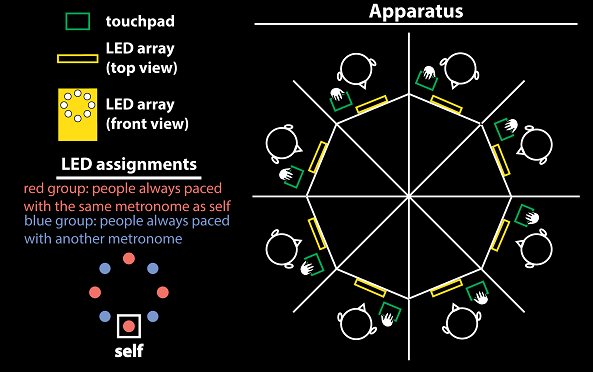 touchpad
LED array
(top view)
LED array
(front view)
LED assignments
red group: people always paced
with the same metronome as self
blue group: people always paced
with another metronome
self
Apparatus